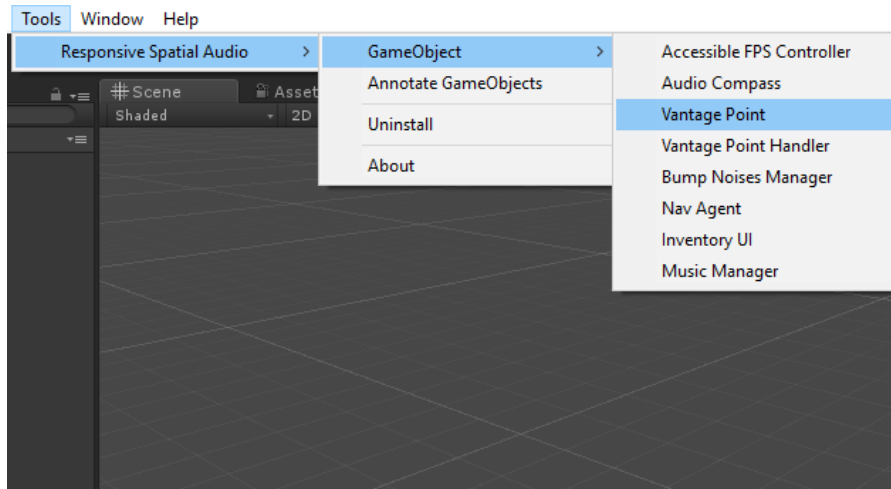 Tools Window Help
Responsive Spatial Audio
GameObject
Annotate GameObjects
Uninstall
About
Accessible FPS Controller
Audio Compass
Vantage Point
Vantage Point Handler
Bump Noises Manager
Nav Agent
Inventory UI
Music Manager
Scene Asset
Shaded 2D